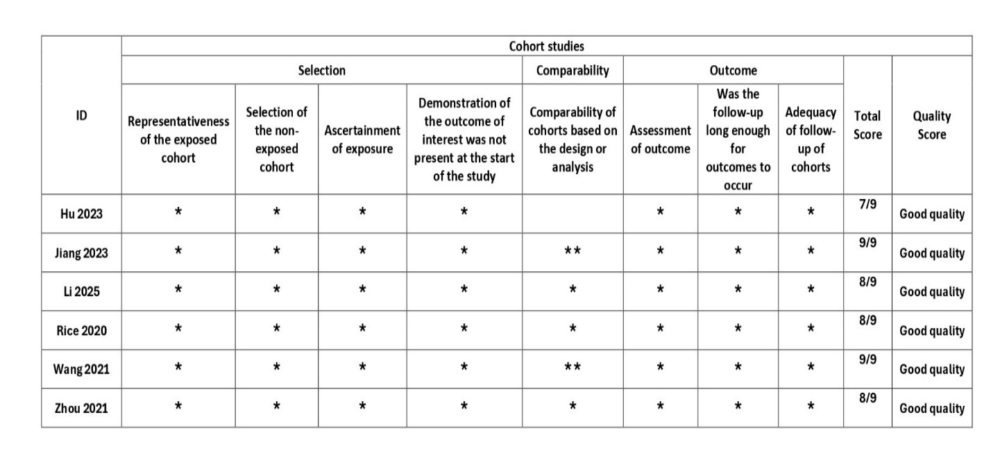 Cohort studies
Selection
Comparability
Outcome
ID
Representativeness
of the exposed
cohort
Selection of
the non-
exposed
cohort
Ascertainment
of exposure
Demonstration of
the outcome of
interest was not
present at the start
of the study
Comparability of
cohorts based on
the design or
analysis
Assessment
of outcome
Was the
follow-up
long enough
for
outcomes to
occur
Adequacy
of follow-
up of
cohorts
Total
Score
Quality
Score
Hu 2023 * * * * * * * 7/9 Good quality
Jiang 2023 * * * * ** * * * 9/9 Good quality
Li 2025 * * * * * * * * 8/9 Good quality
Rice 2020 * * * * * * * * 8/9 Good quality
Wang 2021 * * * * ** * * * 9/9 Good quality
Zhou 2021 * * * * * * * * 8/9 Good quality